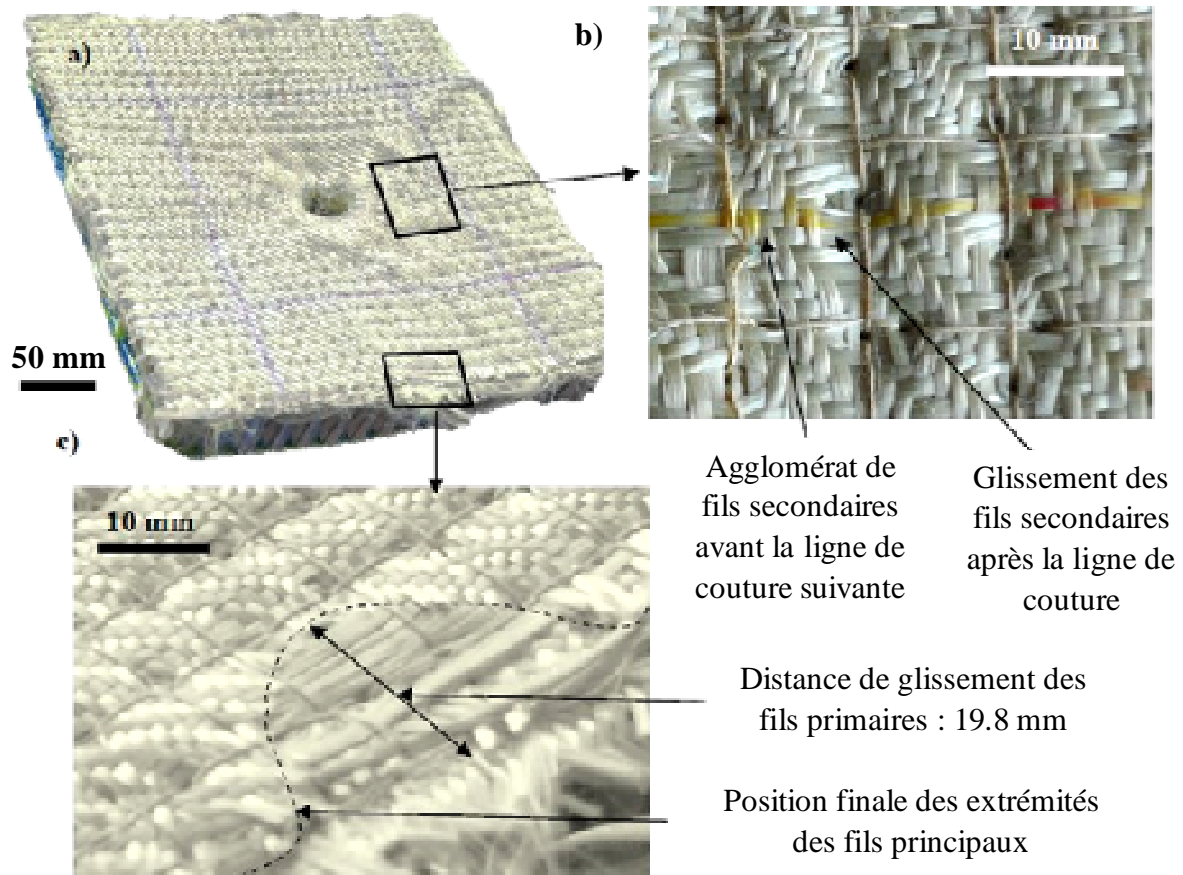 a)
b)
10 mm
50 mm
c)
10 mm
Agglomérat de
fils secondaires
avant la ligne de
couture suivante
Glissement des
fils secondaires
après la ligne de
couture
Distance de glissement des
fils primaires : 19.8 mm
Position finale des extrémités
des fils principaux